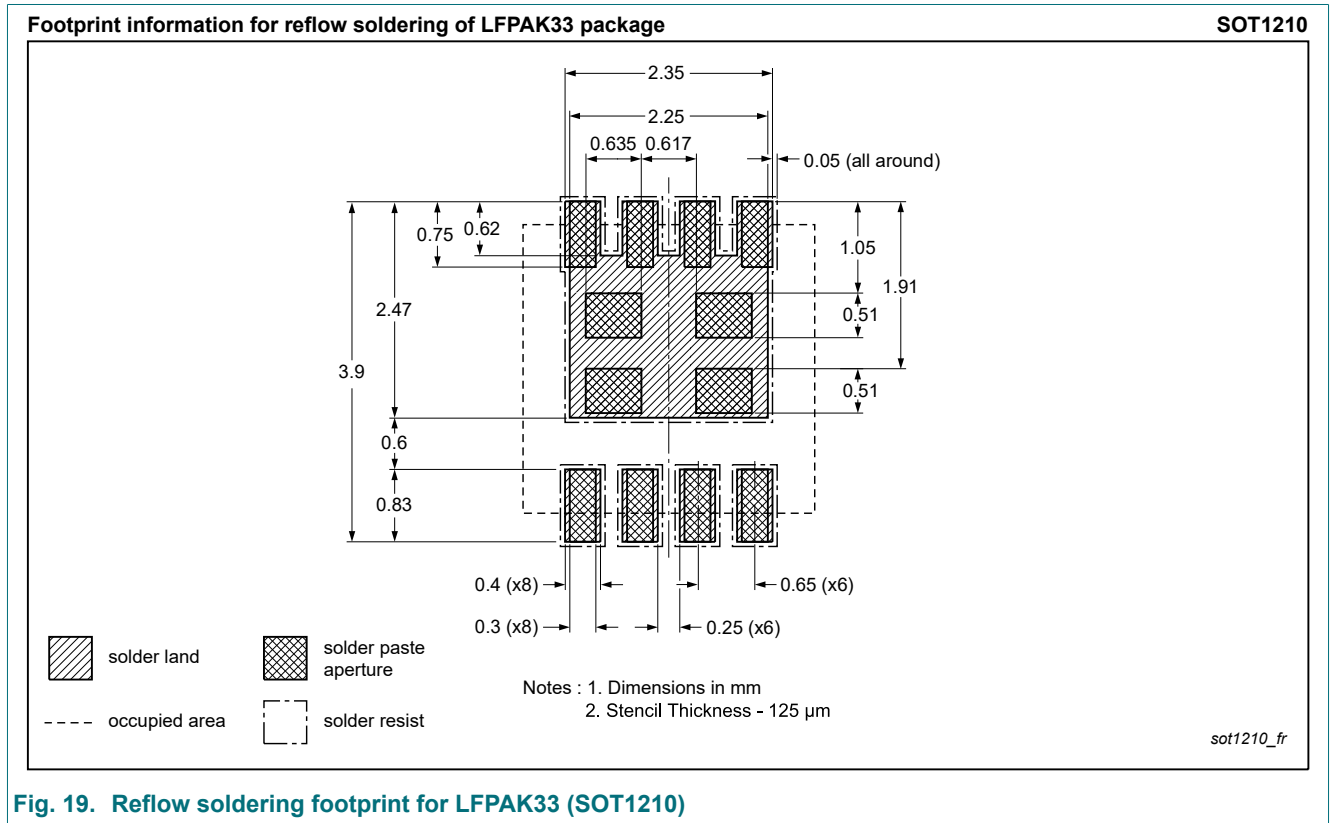 Footprint information for reflow soldering of LFPAK33 package SOT1210
2.35
2.25
0.635 0.617
0.05 (all around)
0.75 0.62
1.05
1.91
2.47
0.51
3.9
0.51
0.6
0.83
0.4 (x8)
0.65 (x6)
0.3 (x8)
0.25 (x6)
solder land
solder paste
aperture
occupied area
solder resist
Notes : 1. Dimensions in mm
2. Stencil Thickness - 125 µm
sot1210_fr
Fig. 19. Reflow soldering footprint for LFPAK33 (SOT1210)